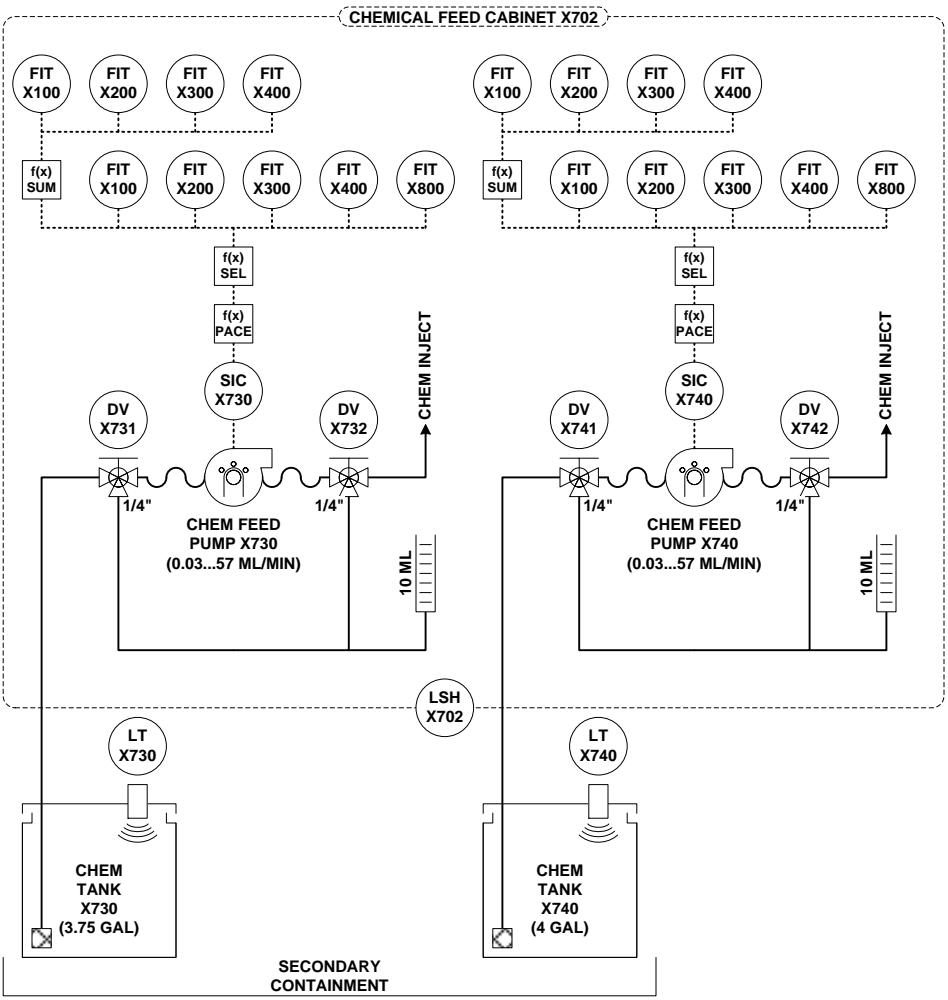 CHEMICAL FEED CABINET X702
FIT
X100
FIT
X200
FIT
X300
FIT
X400
FIT
X100
FIT
X200
FIT
X300
FIT
X400
f(x)
SUM
FIT
X100
FIT
X200
FIT
X300
FIT
X400
FIT
X800
f(x)
SUM
FIT
X100
FIT
X200
FIT
X300
FIT
X400
FIT
X800
f(x)
SEL
f(x)
SEL
f(x)
PACE
f(x)
PACE
SIC
X730
CHEM INJECT
SIC
X740
CHEM INJECT
DV
X731
DV
X732
DV
X741
DV
X742
1/4"
1/4"
1/4"
1/4"
CHEM FEED
PUMP X730
(0.03...57 ML/MIN)
10 ML
CHEM FEED
PUMP X740
(0.03...57 ML/MIN)
10 ML
LSH
X702
LT
X730
LT
X740
CHEM
TANK
X730
(3.75 GAL)
CHEM
TANK
X740
(4 GAL)
SECONDARY
CONTAINMENT